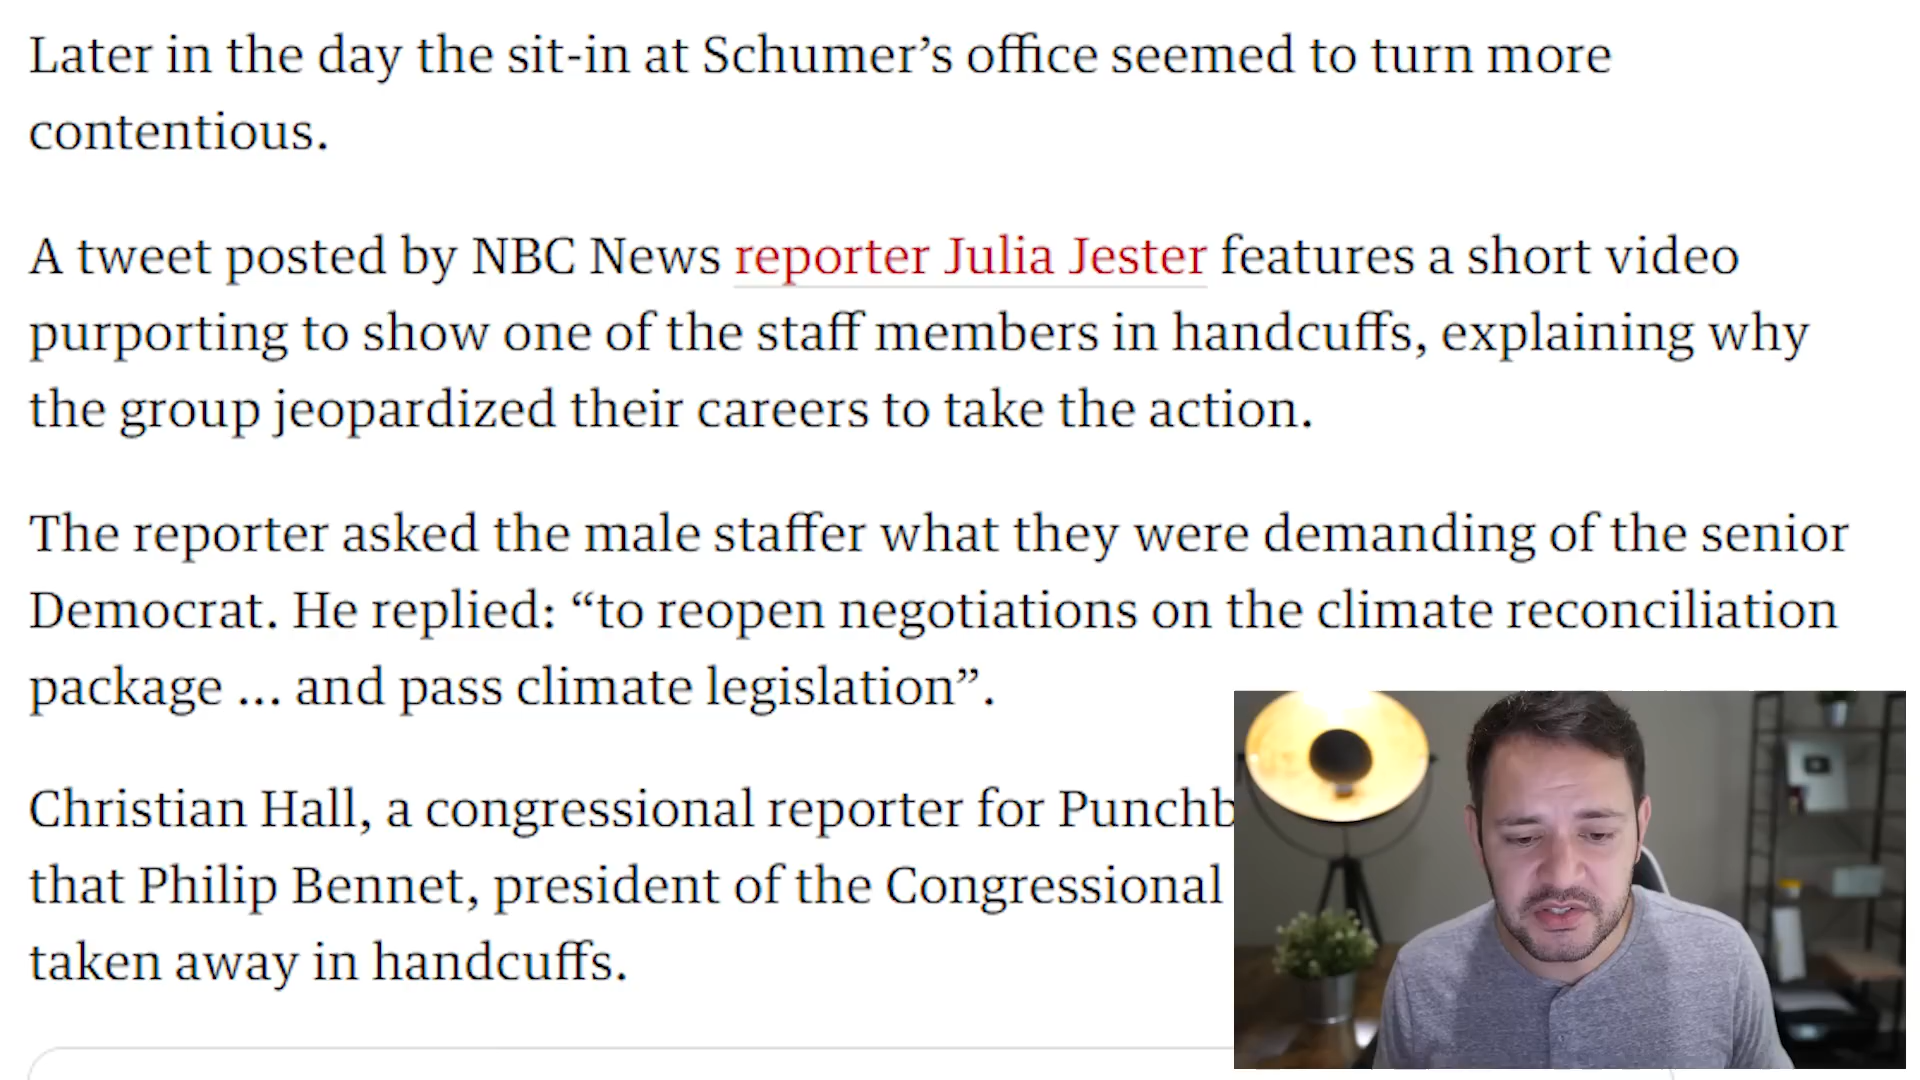 Later in the day the sit-in at Schumer’s office seemed to turn more
contentious.
A tweet posted by NBC News reporter Julia Jester features a short video
purporting to show one of the staff members in handcuffs, explaining why
the group jeopardized their careers to take the action.
The reporter asked the male staffer what they were demanding of the senior
Democrat. He replied: “to reopen negotiations on the climate reconciliation
package ... and pass climate legislation”.
Christian Hall, a congressional reporter for Punchb
that Philip Bennet, president of the Congressional
taken away in handcuffs.